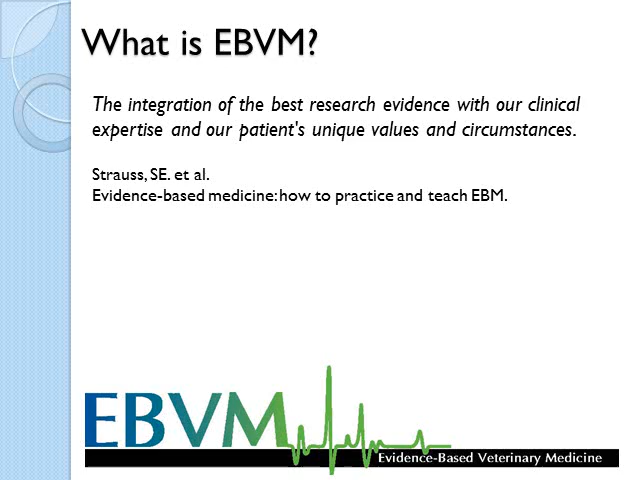 What is EBVM?
The integration of the best research evidence with our clinical
expertise and our patient's unique values and circumstances.
Strauss, SE. et al.
Evidence-based medicine: how to practice and teach EBM.
EBVM
Evidence-Based Veterinary Medicine